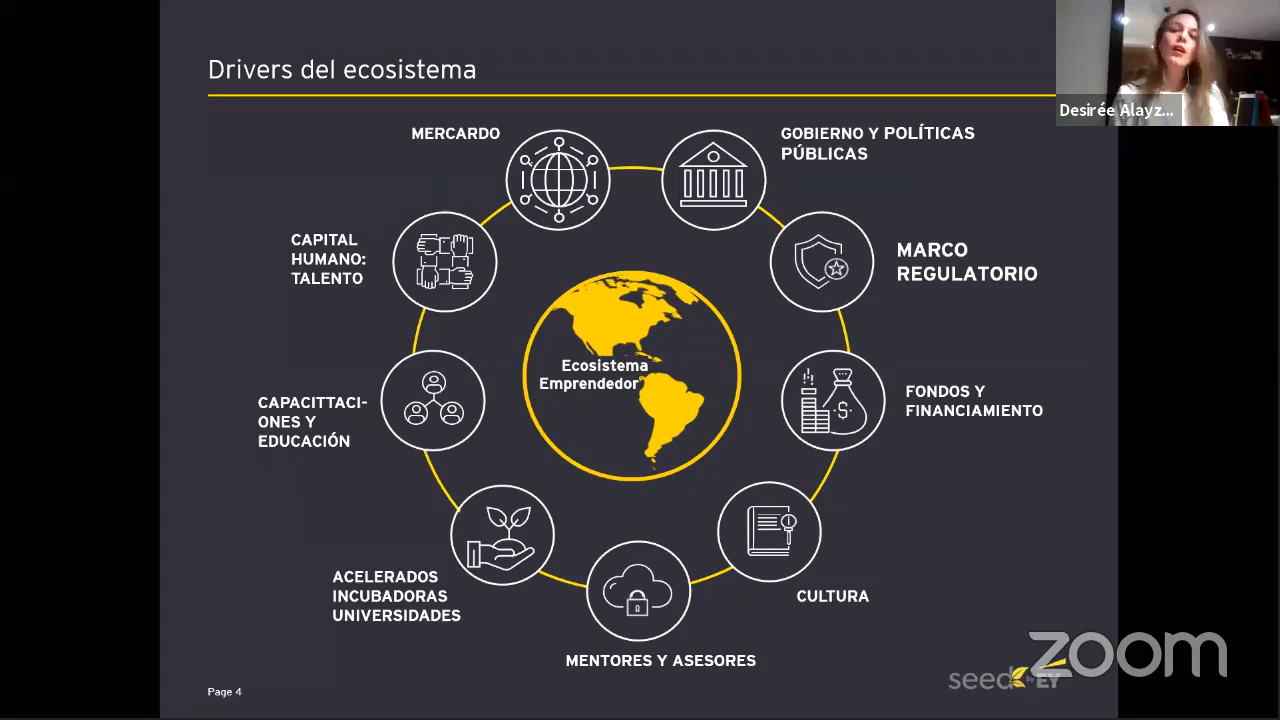 Drivers del ecosistema
Desirée Alayz...
MERCARDO
GOBIERNO Y POLÍTICAS
PÚBLICAS
CAPITAL
HUMANO:
TALENTO
MARCO
REGULATORIO
Ecosistema
Emprendedor
CAPACITTACI-
ONES Y
EDUCACIÓN
FONDOS Y
FINANCIAMIENTO
ACELERADOS
INCUBADORAS
UNIVERSIDADES
CULTURA
MENTORES Y ASESORES
zoom
seed by EY
Page 4